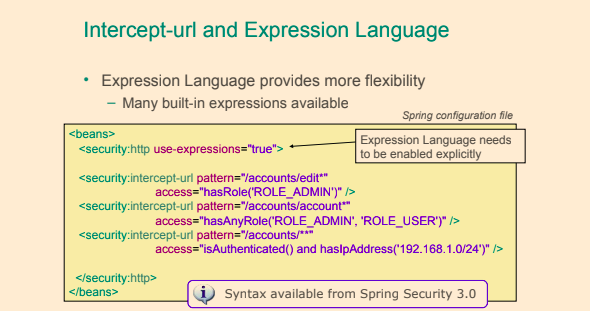 Intercept-url and Expression Language
• Expression Language provides more flexibility
– Many built-in expressions available
Spring configuration file
<beans>
<security:http use-expressions="true">
Expression Language needs
to be enabled explicitly
<security:intercept-url pattern="/accounts/edit*"
access="hasRole('ROLE_ADMIN')" />
<security:intercept-url pattern="/accounts/account*"
access="hasAnyRole('ROLE_ADMIN', 'ROLE_USER')" />
<security:intercept-url pattern="/accounts/**"
access="isAuthenticated() and hasIpAddress('192.168.1.0/24')" />
</security:http>
</beans>
i Syntax available from Spring Security 3.0